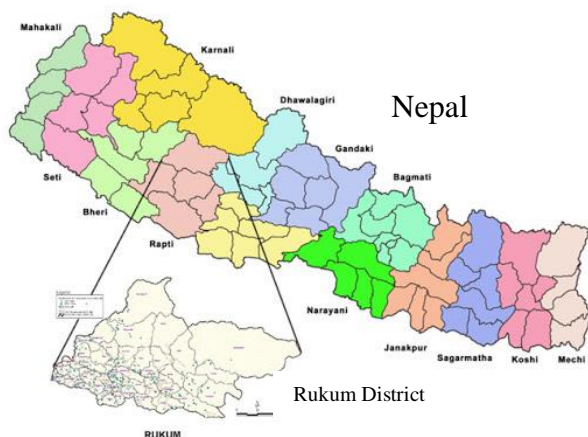 Mahakali
Karnali
Dhawalagiri
Nepal
Gandaki
Bagmati
Seti
Bheri
Rapti
Narayani
Janakpur
Sagarmatha
Koshi
Mechi
Rukum District
RUKUM